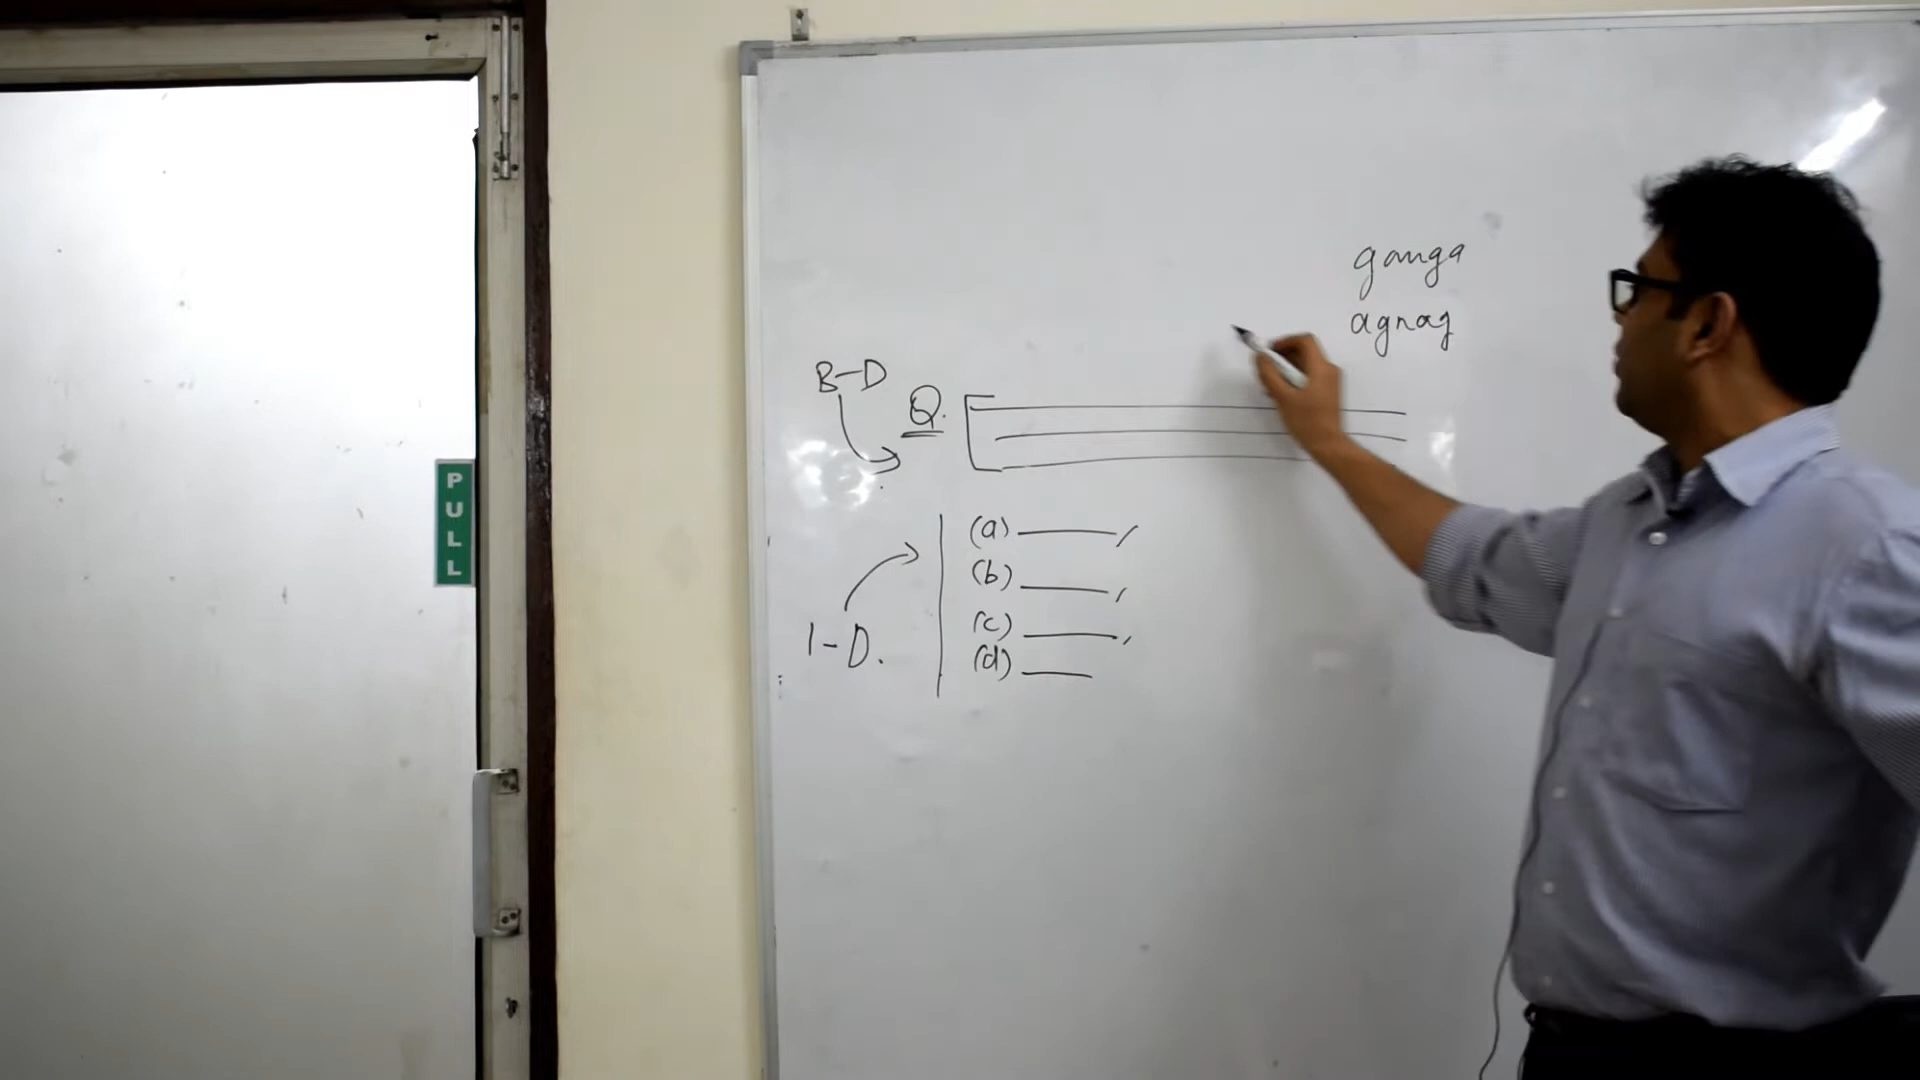 PULL
ganga
agnag
B-D
Q.
(a)
(b)
(c)
(d)
1-D.